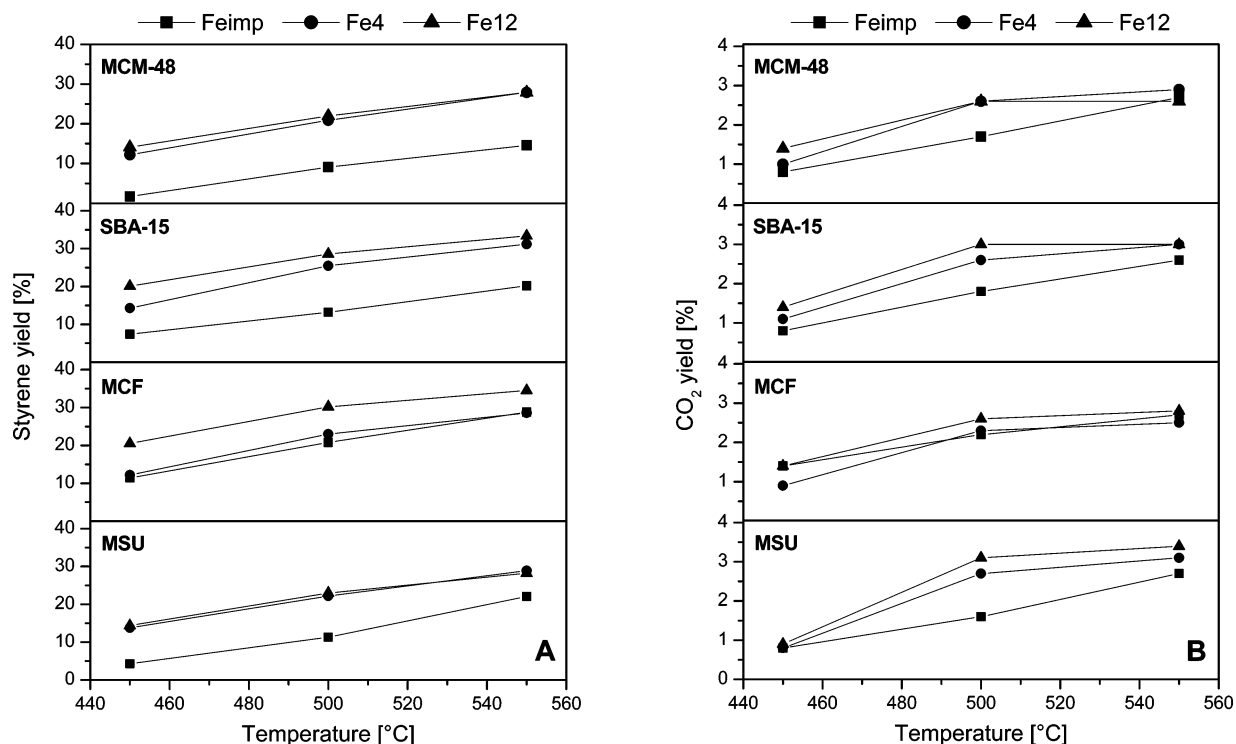 Feimp Fe4 Fe12
40
MCM-48
30
20
10
40
SBA-15
30
20
10
40
MCF
30
20
10
40
MSU
30
20
10
0
A
440 460 480 500 520 540 560
Temperature [°C]
Styrene yield [%]
Feimp Fe4 Fe12
4
MCM-48
3
2
1
4
SBA-15
3
2
1
4
MCF
3
2
1
4
MSU
3
2
1
0
B
440 460 480 500 520 540 560
Temperature [°C]
CO₂ yield [%]